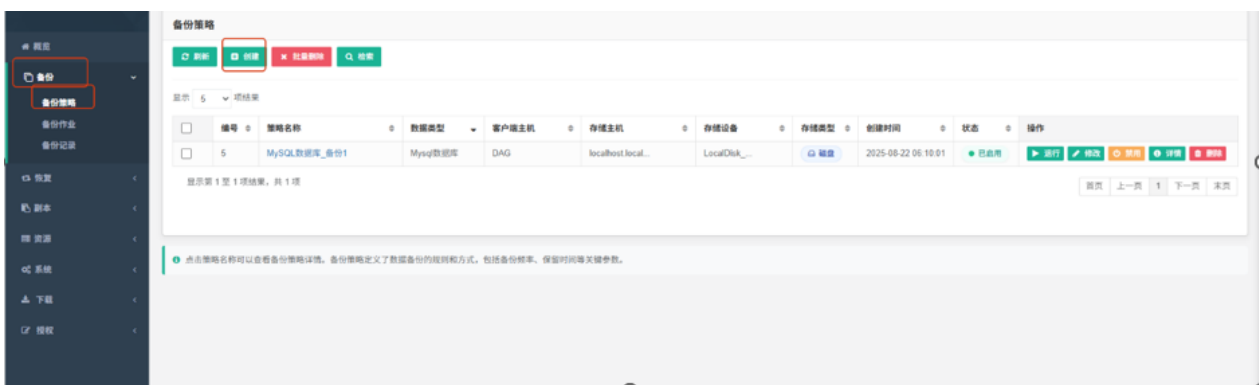 备份策略
概览
备份
备份策略
备份作业
备份记录
恢复
副本
资源
系统
下载
授权
刷新 创建 批量删除 检索
显示 5 项结果
编号 策略名称 数据类型 客户端主机 存储主机 存储设备 存储类型 创建时间 状态 操作
5 MySQL数据库_备份1 Mysql数据库 DAG localhost.local... LocalDisk_... 磁盘 2025-08-22 06:10:01 已启用 运行 修改 禁用 详情 删除
显示第 1 至 1 项结果，共 1 项
首页 上一页 1 下一页 末页
点击策略名称可以查看备份策略详情。备份策略定义了数据备份的规则和方式，包括备份频率、保留时间等关键参数。